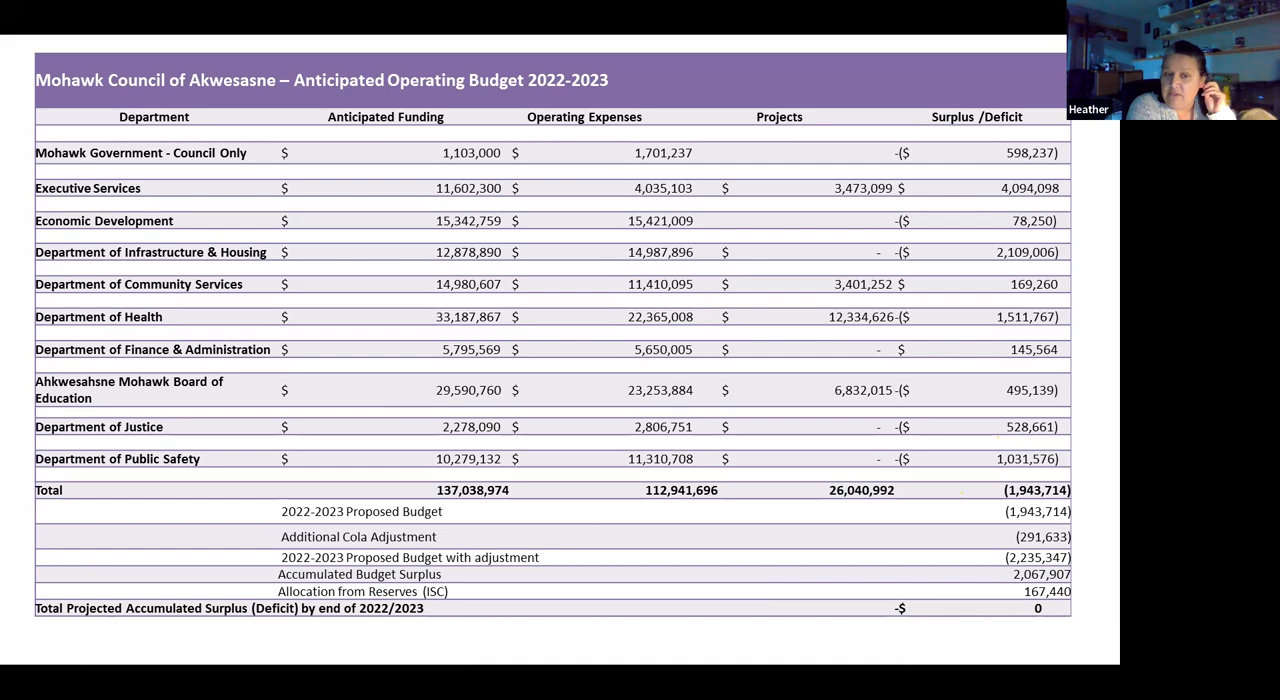 Mohawk Council of Akwesasne – Anticipated Operating Budget 2022-2023
Heather
Department Anticipated Funding Operating Expenses Projects Surplus /Deficit
Mohawk Government - Council Only $ 1,103,000 $ 1,701,237 -($ 598,237)
Executive Services $ 11,602,300 $ 4,035,103 $ 3,473,099 $ 4,094,098
Economic Development $ 15,342,759 $ 15,421,009 -($ 78,250)
Department of Infrastructure & Housing $ 12,878,890 $ 14,987,896 $ - -($ 2,109,006)
Department of Community Services $ 14,980,607 $ 11,410,095 $ 3,401,252 $ 169,260
Department of Health $ 33,187,867 $ 22,365,008 $ 12,334,626 -($ 1,511,767)
Department of Finance & Administration $ 5,795,569 $ 5,650,005 $ - $ 145,564
Ahkwesahsne Mohawk Board of
Education $ 29,590,760 $ 23,253,884 $ 6,832,015 -($ 495,139)
Department of Justice $ 2,278,090 $ 2,806,751 $ - -($ 528,661)
Department of Public Safety $ 10,279,132 $ 11,310,708 $ - -($ 1,031,576)
Total 137,038,974 112,941,696 26,040,992 (1,943,714)
2022-2023 Proposed Budget (1,943,714)
Additional Cola Adjustment (291,633)
2022-2023 Proposed Budget with adjustment (2,235,347)
Accumulated Budget Surplus 2,067,907
Allocation from Reserves (ISC) 167,440
Total Projected Accumulated Surplus (Deficit) by end of 2022/2023 -$ 0